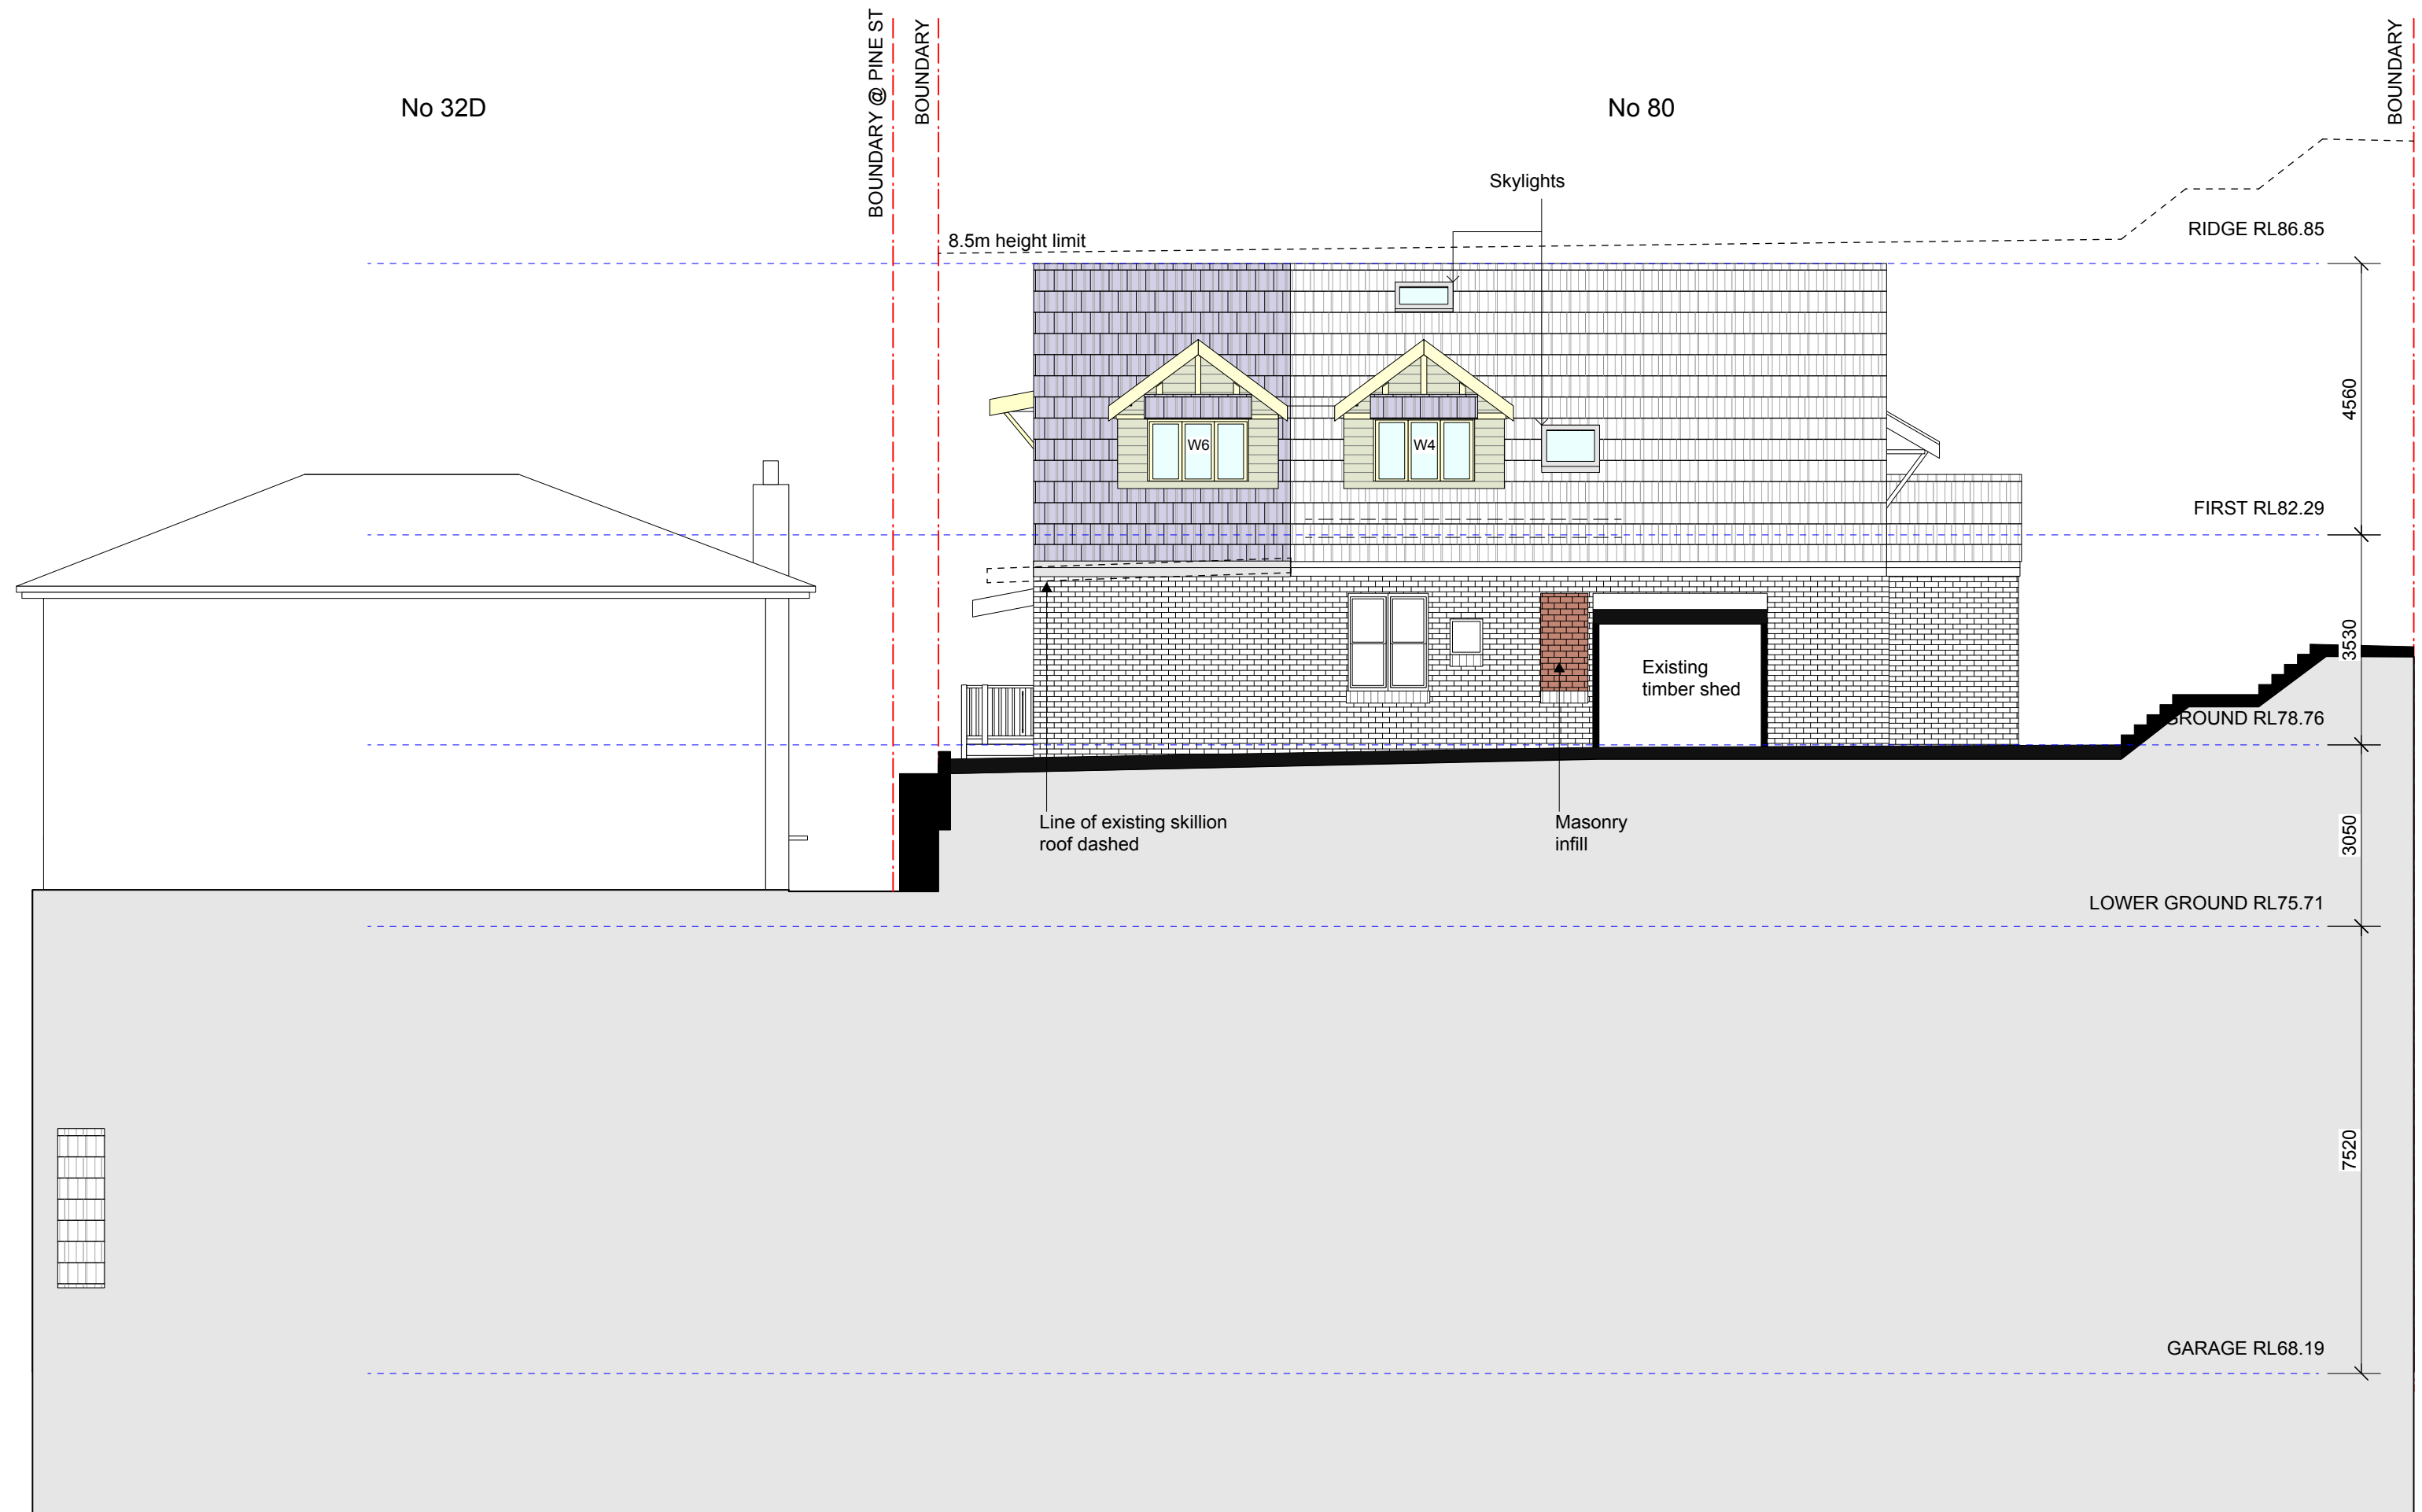 BOUNDARY @ PINE ST
BOUNDARY
BOUNDARY
No 32D
No 80
Skylights
8.5m height limit
RIDGE RL86.85
4560
W6
W4
FIRST RL82.29
3530
Existing
timber shed
GROUND RL78.76
Line of existing skillion
roof dashed
Masonry
infill
3050
LOWER GROUND RL75.71
7520
GARAGE RL68.19